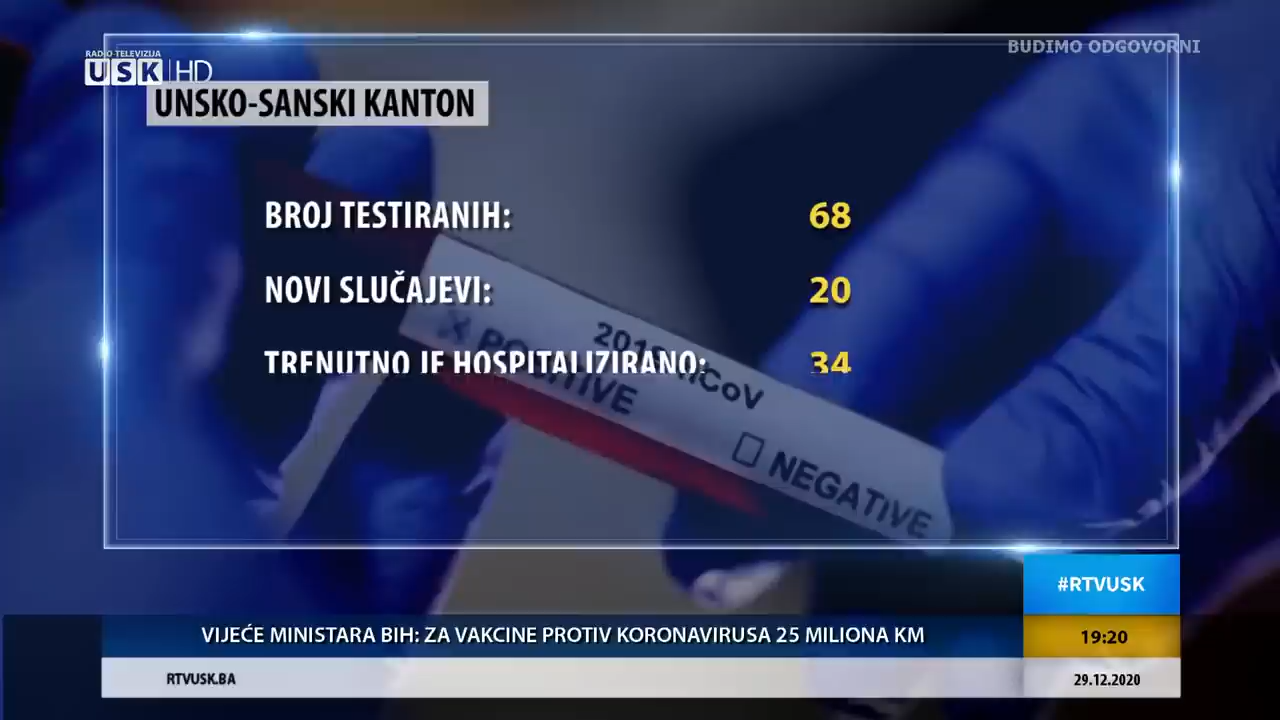 RADIO TELEVIZIJA
USK HD
BUDIMO ODGOVORNI
UNSKO-SANSKI KANTON
BROJ TESTIRANIH: 68
NOVI SLUČAJEVI: 20
TRENUTNO JE HOSPITALIZIRANO: 34
POSITIVE
NEGATIVE
#RTVUSK
VIJEĆE MINISTARA BIH: ZA VAKCINE PROTIV KORONAVIRUSA 25 MILIONA KM
19:20
RTVUSK.BA
29.12.2020